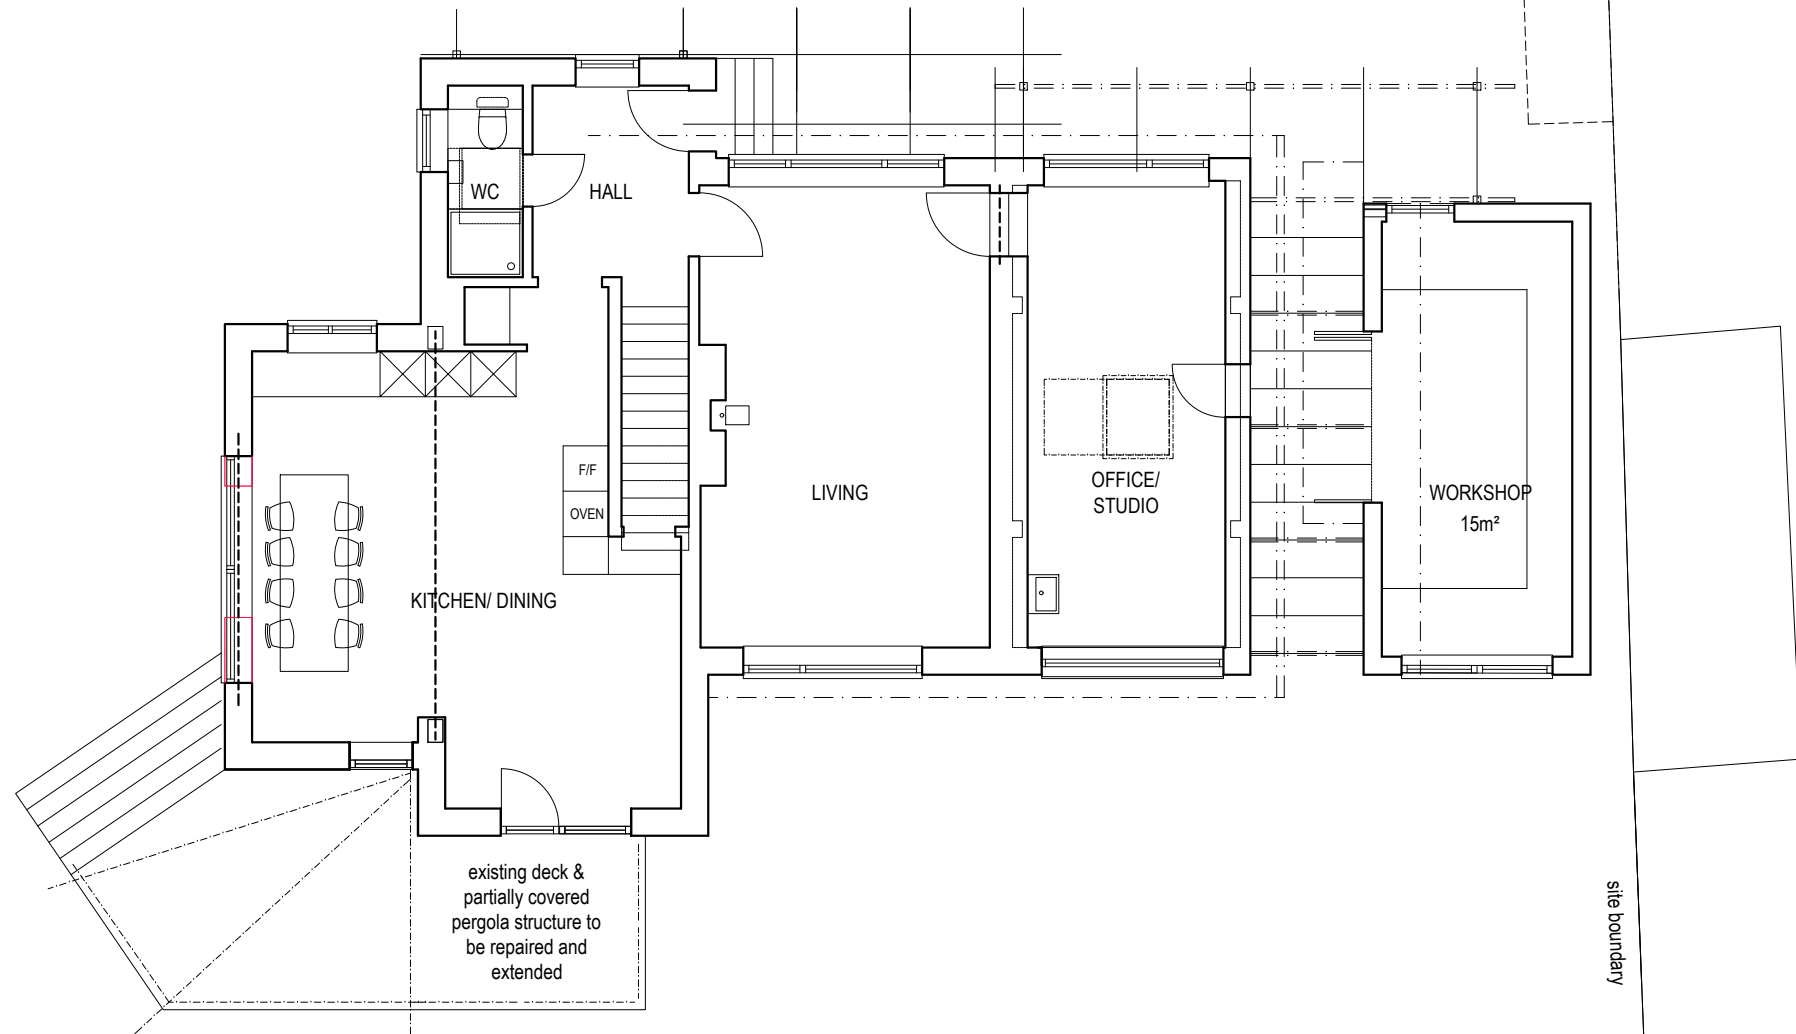 WC
HALL
F/F
OVEN
LIVING
OFFICE/
STUDIO
WORKSHOP
15m²
KITCHEN/ DINING
existing deck &
partially covered
pergola structure to
be repaired and
extended
site boundary